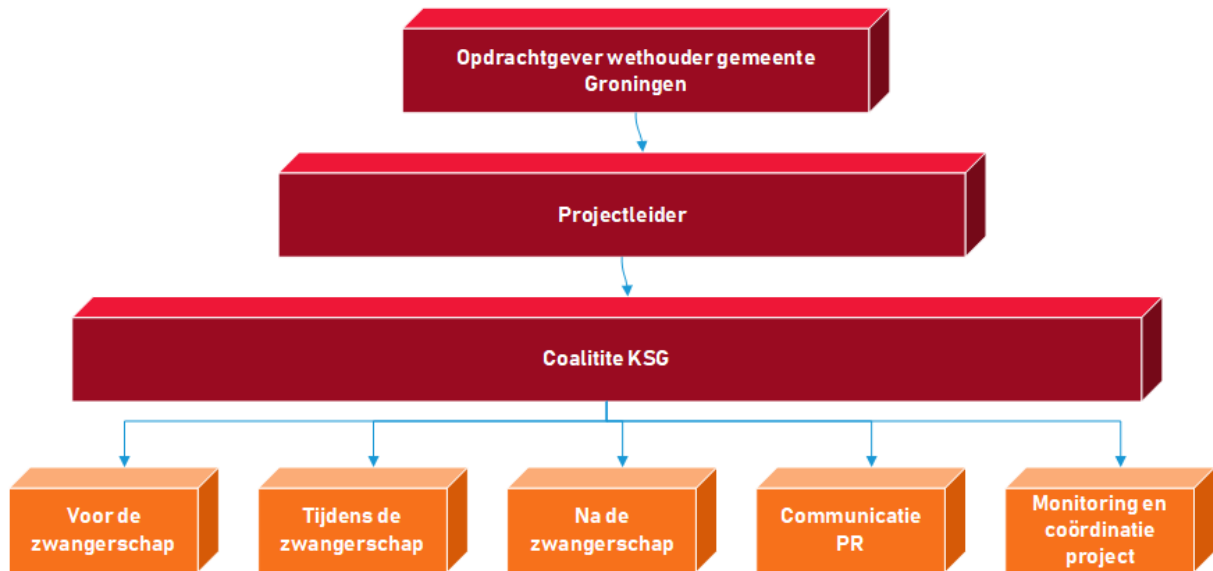 Opdrachtgever wethouder gemeente
Groningen
Projectleider
Coalitite KSG
Voor de
zwangerschap
Tijdens de
zwangerschap
Na de
zwangerschap
Communicatie
PR
Monitoring en
coördinatie
project